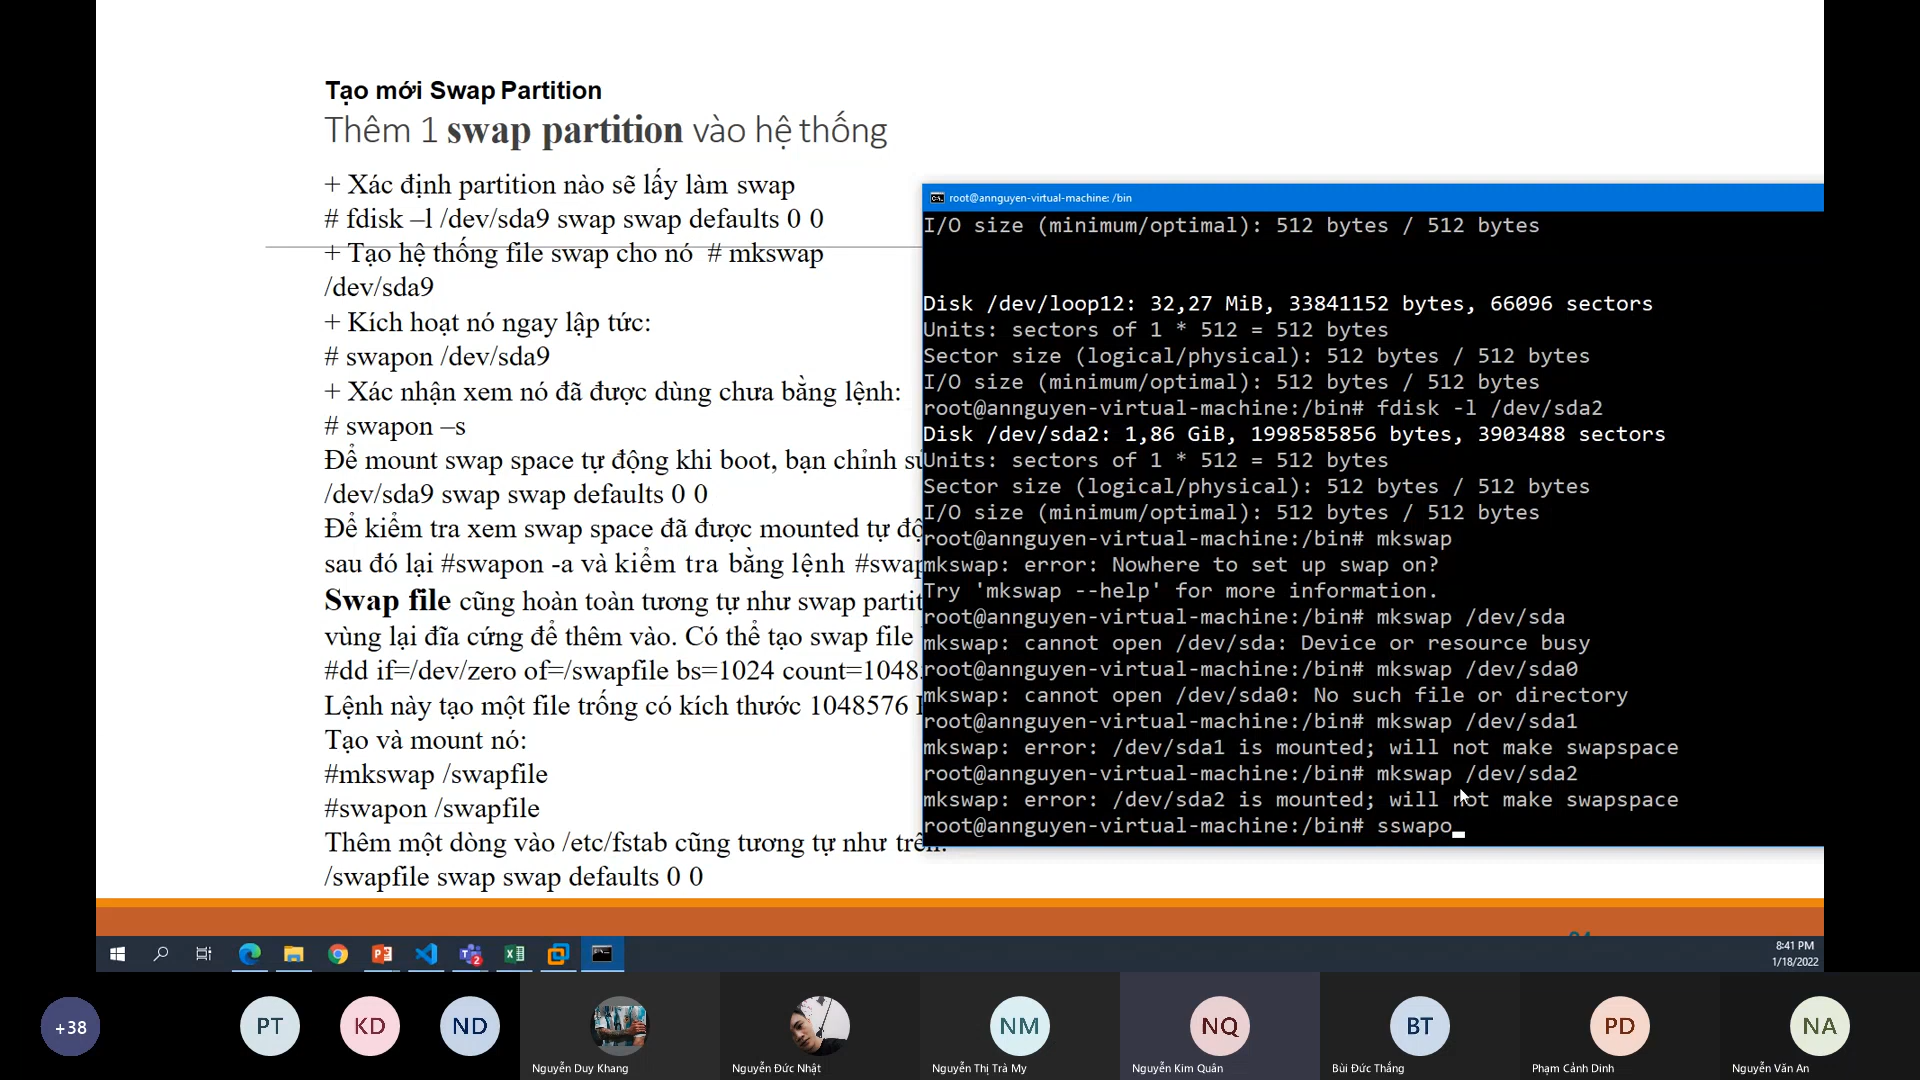 Tạo mới Swap Partition
Thêm 1 swap partition vào hệ thống
+ Xác định partition nào sẽ lấy làm swap
# fdisk –l /dev/sda9 swap swap defaults 0 0
+ Tạo hệ thống file swap cho nó # mkswap
/dev/sda9
+ Kích hoạt nó ngay lập tức:
# swapon /dev/sda9
+ Xác nhận xem nó đã được dùng chưa bằng lệnh:
# swapon –s
Để mount swap space tự động khi boot, bạn chỉnh
/dev/sda9 swap swap defaults 0 0
Để kiểm tra xem swap space đã được mounted tự
sau đó lại #swapon -a và kiểm tra bằng lệnh
Swap file cũng hoàn toàn tương tự như swap
vùng lại đĩa cứng để thêm vào. Có thể tạo swap file
#dd if=/dev/zero of=/swapfile bs=1024
Lệnh này tạo một file trống có kích thước 1048576
Tạo và mount nó:
#mkswap /swapfile
#swapon /swapfile
Thêm một dòng vào /etc/fstab cũng tương tự như trên:
/swapfile swap swap defaults 0 0
root@annguyen-virtual-machine: /bin
I/O size (minimum/optimal): 512 bytes / 512 bytes
Disk /dev/loop12: 32,27 MiB, 33841152 bytes, 66096 sectors
Units: sectors of 1 * 512 = 512 bytes
Sector size (logical/physical): 512 bytes / 512 bytes
I/O size (minimum/optimal): 512 bytes / 512 bytes
root@annguyen-virtual-machine:/bin# fdisk -l /dev/sda2
Disk /dev/sda2: 1,86 GiB, 1998585856 bytes, 3903488 sectors
Units: sectors of 1 * 512 = 512 bytes
Sector size (logical/physical): 512 bytes / 512 bytes
I/O size (minimum/optimal): 512 bytes / 512 bytes
root@annguyen-virtual-machine:/bin# mkswap
mkswap: error: Nowhere to set up swap on?
Try 'mkswap --help' for more information.
root@annguyen-virtual-machine:/bin# mkswap /dev/sda
mkswap: cannot open /dev/sda: Device or resource busy
root@annguyen-virtual-machine:/bin# mkswap /dev/sda0
mkswap: cannot open /dev/sda0: No such file or directory
root@annguyen-virtual-machine:/bin# mkswap /dev/sda1
mkswap: error: /dev/sda1 is mounted; will not make swapspace
root@annguyen-virtual-machine:/bin# mkswap /dev/sda2
mkswap: error: /dev/sda2 is mounted; will not make swapspace
root@annguyen-virtual-machine:/bin# sswapo
8:41 PM
1/18/2022
+38
PT
KD
ND
NM
NQ
BT
PD
NA
Nguyễn Duy Khang
Nguyễn Đức Nhật
Nguyễn Thị Trà My
Nguyễn Kim Quân
Bùi Đức Thắng
Phạm Cảnh Dinh
Nguyễn Văn An